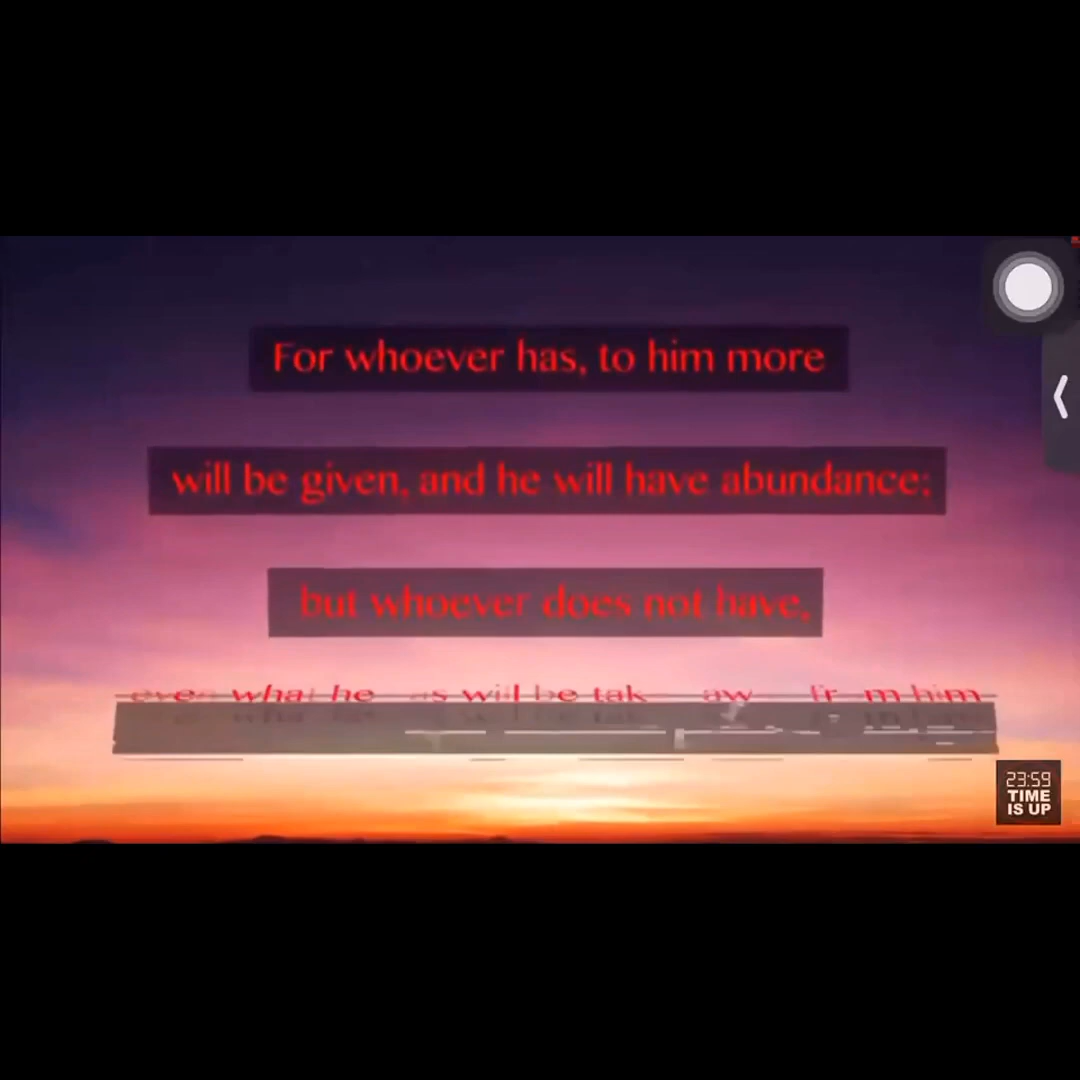 For whoever has, to him more
will be given, and he will have abundance;
but whoever does not have,
what he will be him
23:59
TIME
IS UP